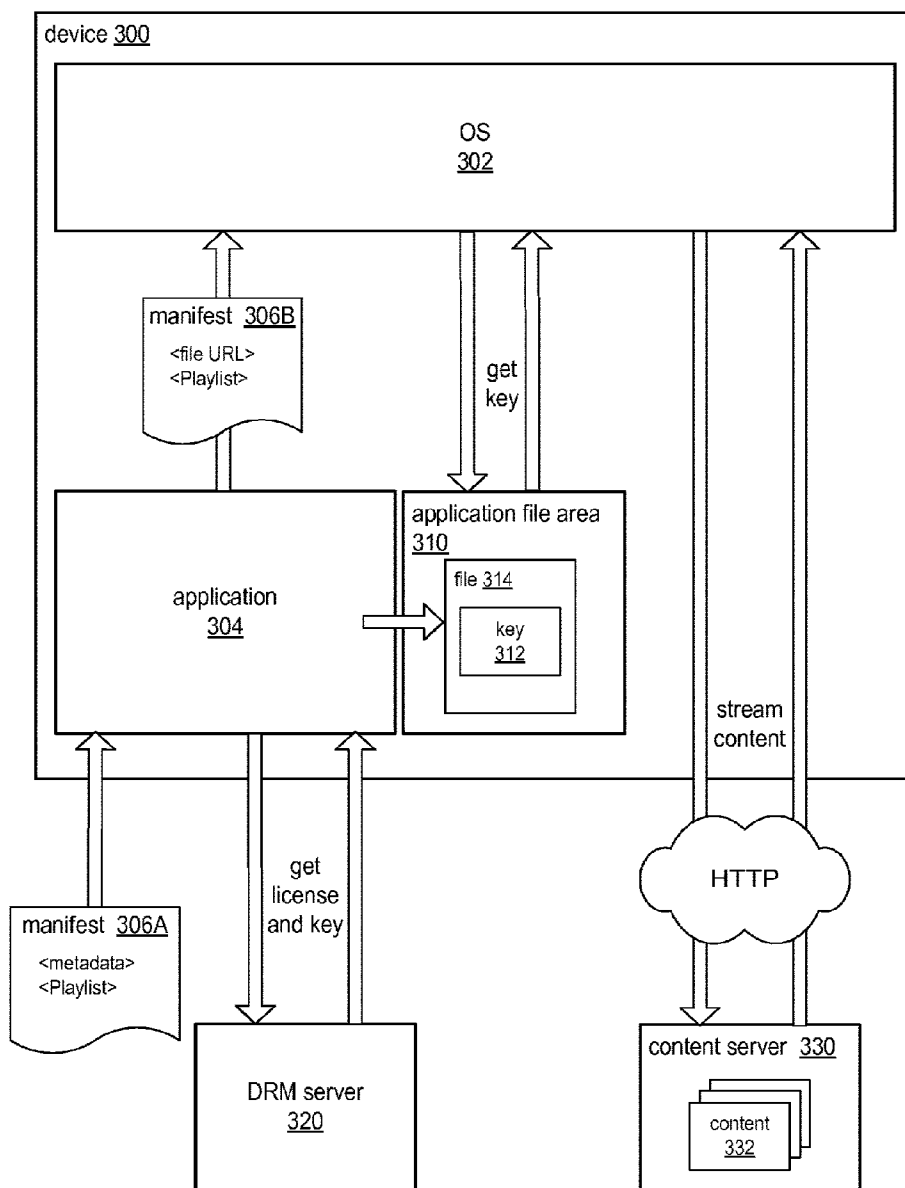 device 300
OS
302
manifest 306B
<file URL>
<Playlist>
get
key
application
304
application file area
310
file 314
key
312
stream
content
get
license
and key
HTTP
manifest 306A
<metadata>
<Playlist>
DRM server
320
content server 330
content
332